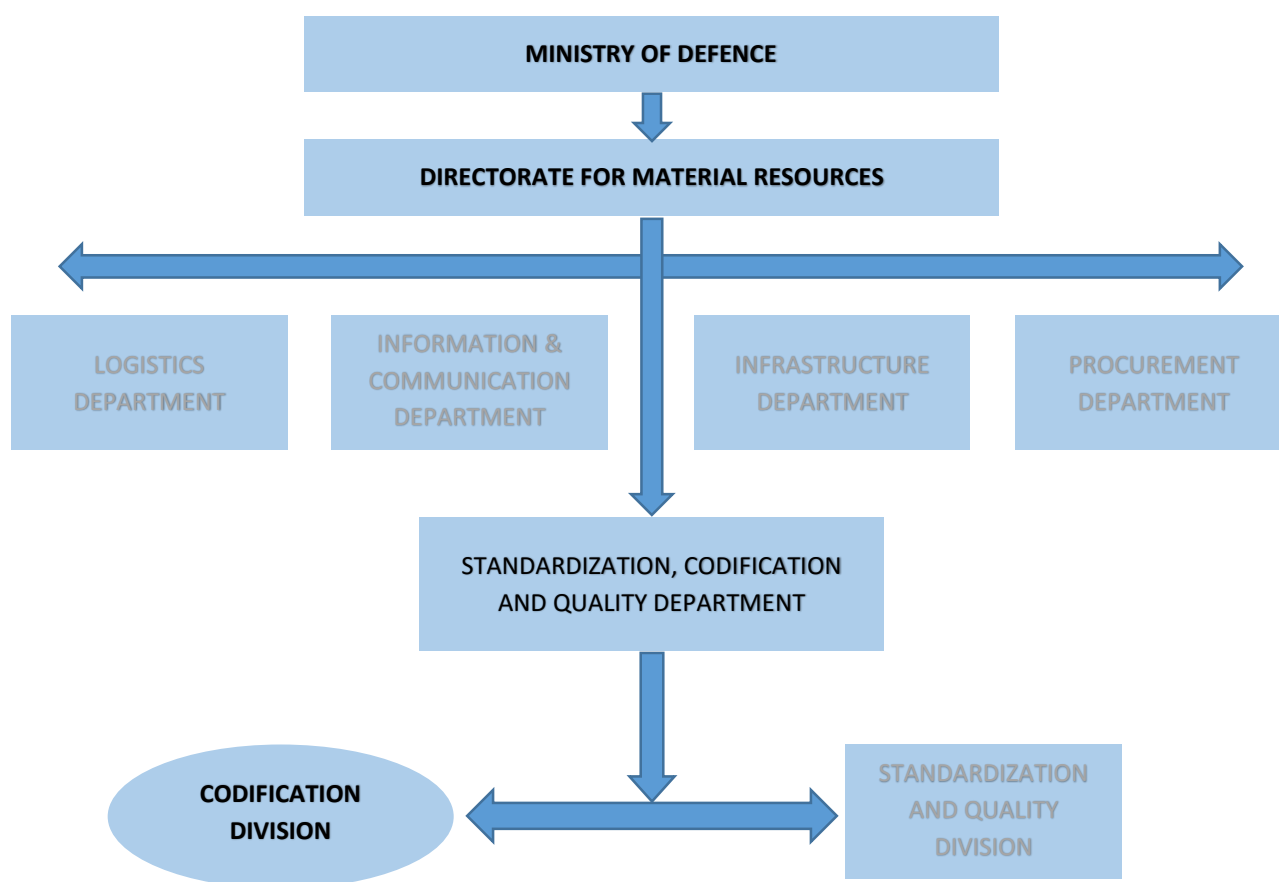 MINISTRY OF DEFENCE
DIRECTORATE FOR MATERIAL RESOURCES
LOGISTICS
DEPARTMENT
INFORMATION &
COMMUNICATION
DEPARTMENT
INFRASTRUCTURE
DEPARTMENT
PROCUREMENT
DEPARTMENT
STANDARDIZATION, CODIFICATION
AND QUALITY DEPARTMENT
CODIFICATION
DIVISION
STANDARDIZATION
AND QUALITY
DIVISION